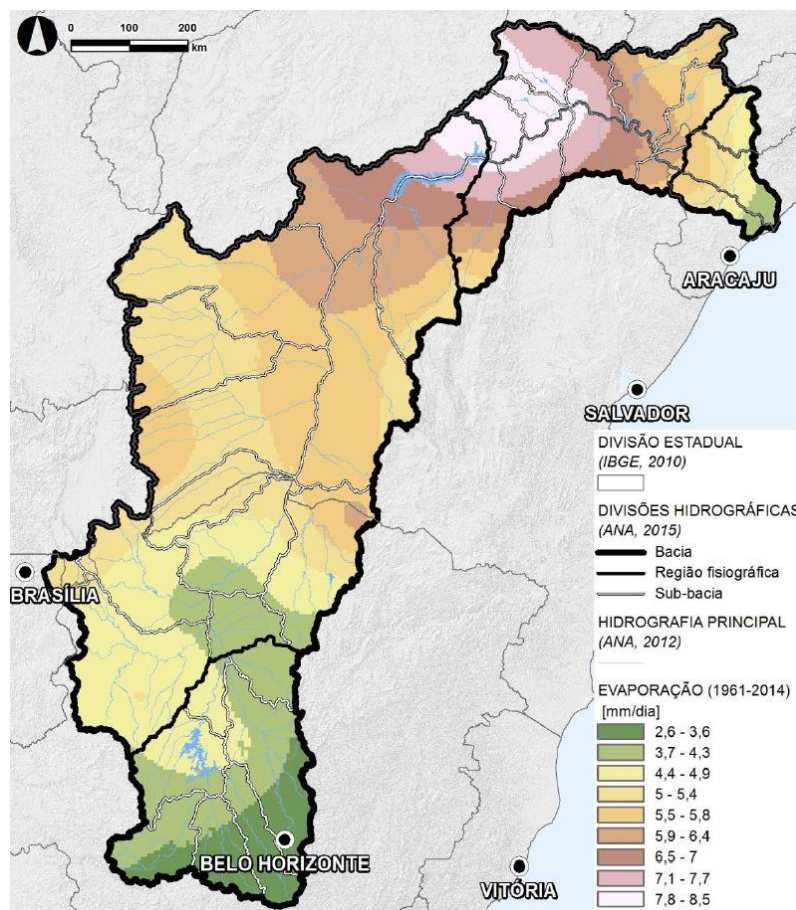 0 100 200
km
ARACAJU
SALVADOR
BRASÍLIA
BELO HORIZONTE
VITÓRIA
DIVISÃO ESTADUAL
(IBGE, 2010)
DIVISÕES HIDROGRÁFICAS
(ANA, 2015)
Bacia
Região fisiográfica
Sub-bacia
HIDROGRAFIA PRINCIPAL
(ANA, 2012)
EVAPORAÇÃO (1961-2014)
[mm/dia]
2,6 - 3,6
3,7 - 4,3
4,4 - 4,9
5 - 5,4
5,5 - 5,8
5,9 - 6,4
6,5 - 7
7,1 - 7,7
7,8 - 8,5